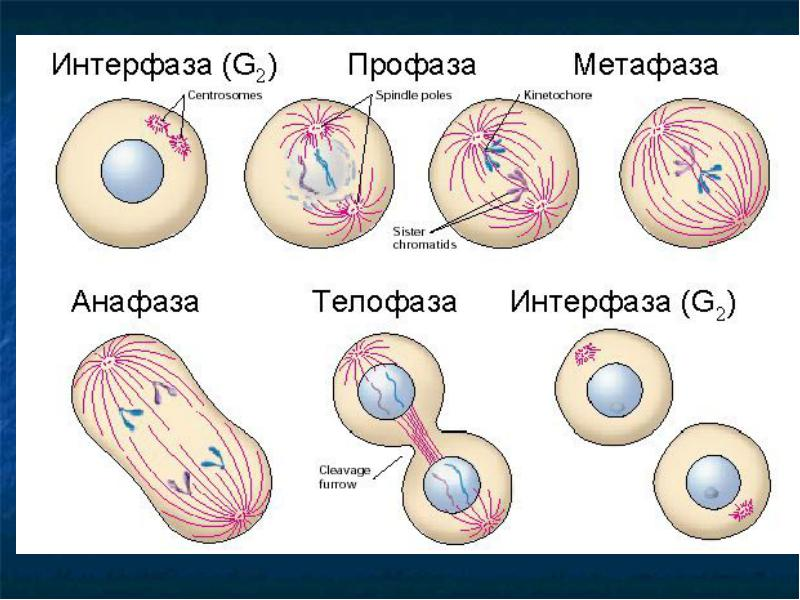 Интерфаза (G2) Профаза Метафаза
Centrosomes Spindle poles Kinetochore
Sister
chromatids
Анафаза Телофаза Интерфаза (G2)
Cleavage
furrow